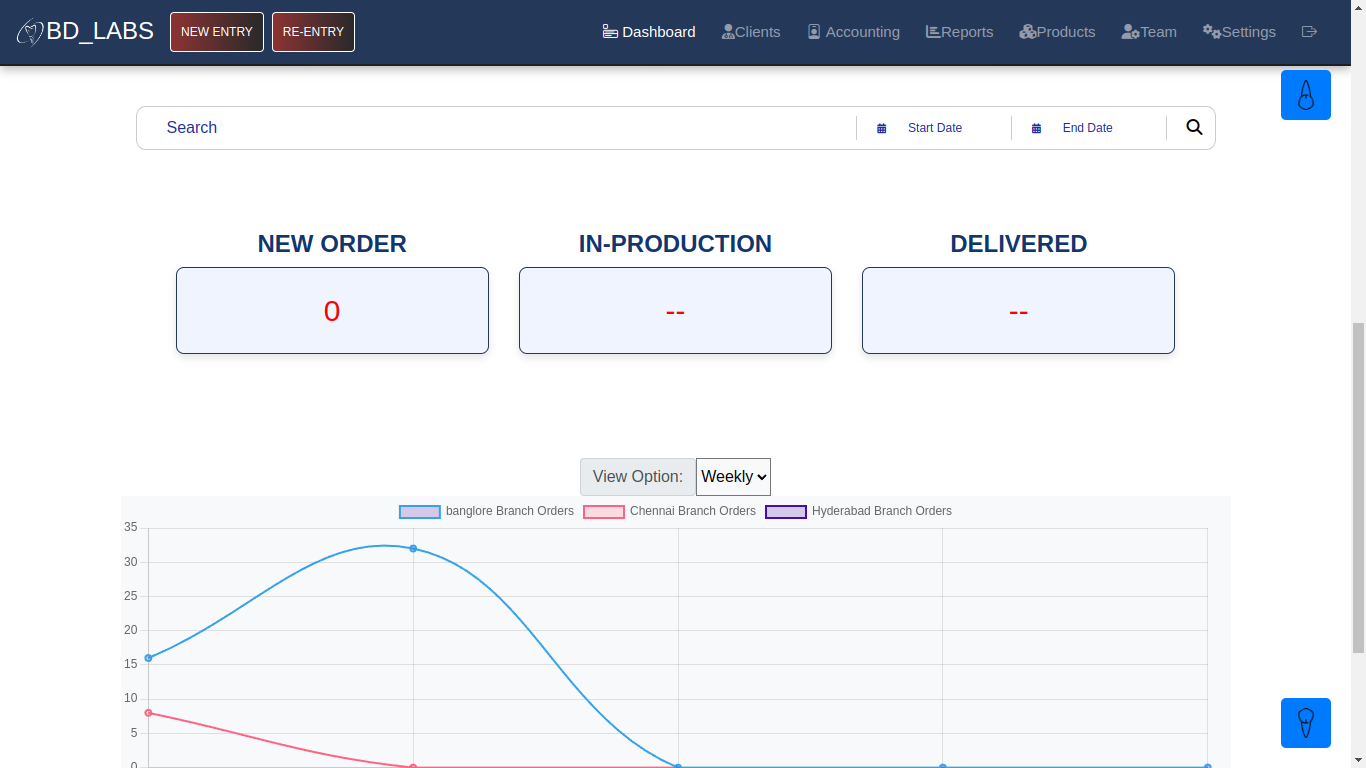 BD_LABS NEW ENTRY RE-ENTRY Dashboard Clients Accounting Reports Products Team Settings
Search Start Date End Date
NEW ORDER IN-PRODUCTION DELIVERED
0 -- --
View Option: Weekly
banglore Branch Orders Chennai Branch Orders Hyderabad Branch Orders
35
30
25
20
15
10
5
0